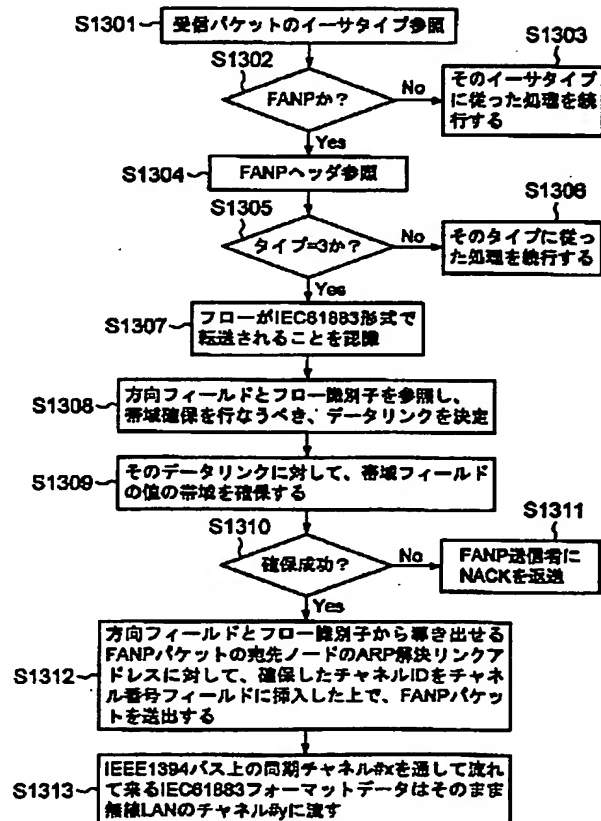 S1301
受信パケットのイーサタイプ参照
S1302
FANPか?
No
S1303
そのイーサタイプ
に従った処理を続
行する
Yes
S1304
FANPヘッダ参照
S1305
タイプ=3か?
No
S1306
そのタイプに従っ
た処理を続行する
Yes
S1307
フローがIEC61883形式で
転送されることを認識
S1308
方向フィールドとフロー識別子を参照し、
帯域確保を行なうべき、データリンクを決定
S1309
そのデータリンクに対して、帯域フィールド
の値の帯域を確保する
S1310
確保成功?
No
S1311
FANP送信者に
NACKを返送
Yes
S1312
方向フィールドとフロー識別子から導き出せる
FANPパケットの宛先ノードのARP解決リンクア
ドレスに対して、確保したチャネルIDをチャネ
ル番号フィールドに挿入した上で、FANPパケッ
トを送出する
S1313
IEEE1394バス上の同期チャネル#xを通して流れ
て来るIEC61883フォーマットデータはそのまま
無線LANのチャネル#yに流す